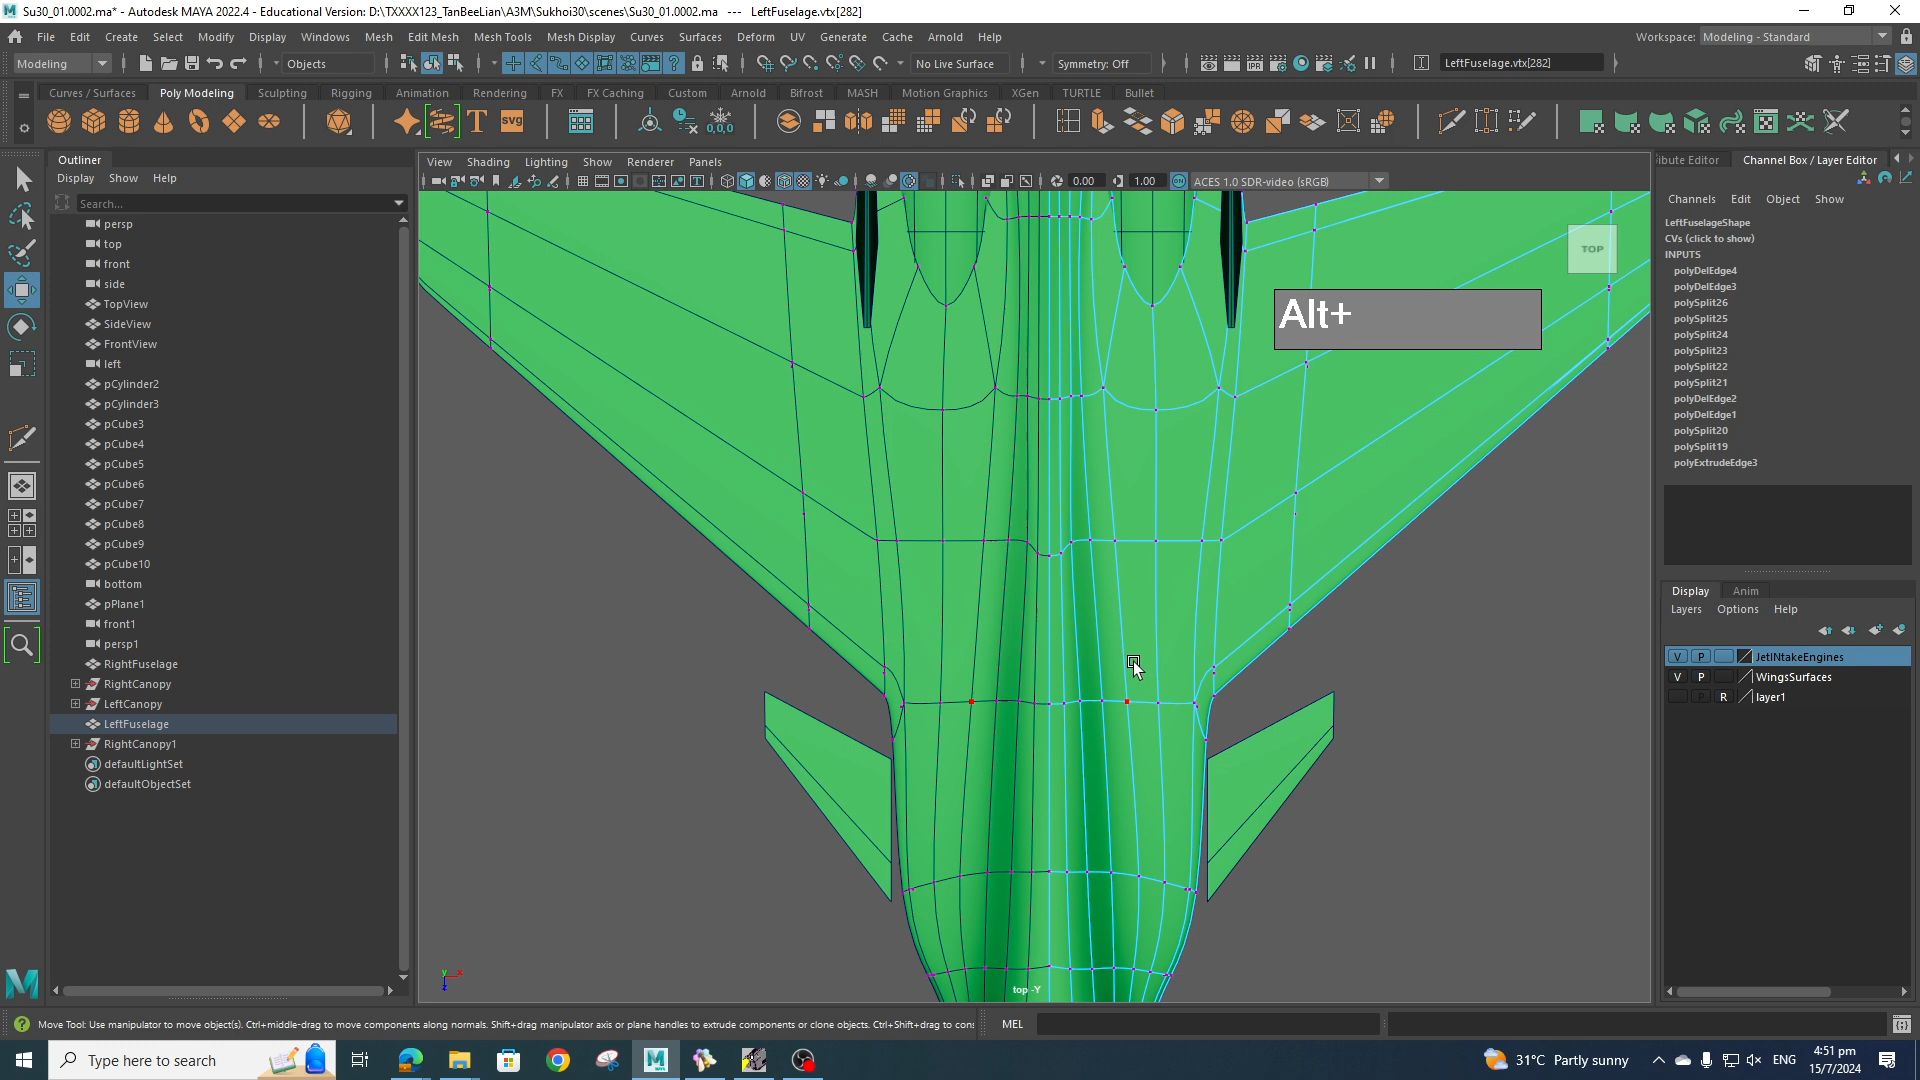 Su30_01.0002.ma* - Autodesk MAYA 2022.4 - Educational Version: D:\TXXXX123_TanBeeLian\A3M\Sukhoi30\scenes\Su30_01.0002.ma --- LeftFuselage.vtx[282]
File Edit Create Select Modify Display Windows Mesh Edit Mesh Mesh Tools Mesh Display Curves Surfaces Deform UV Generate Cache Arnold Help
Workspace: Modeling - Standard
Modeling Objects No Live Surface Symmetry: Off LeftFuselage.vtx[282]
Curves / Surfaces Poly Modeling Sculpting Rigging Animation Rendering FX FX Caching Custom Arnold Bifrost MASH Motion Graphics XGen TURTLE Bullet
T svg 0,0,0
Outliner
Display Show Help
Search...
persp
top
front
side
TopView
SideView
FrontView
left
pCylinder2
pCylinder3
pCube3
pCube4
pCube5
pCube6
pCube7
pCube8
pCube9
pCube10
bottom
pPlane1
front1
persp1
RightFuselage
RightCanopy
LeftCanopy
LeftFuselage
RightCanopy1
defaultLightSet
defaultObjectSet
View Shading Lighting Show Renderer Panels
0.00 1.00 ACES 1.0 SDR-video (sRGB)
TOP
Alt+
top -Y
ibute Editor Channel Box / Layer Editor
Channels Edit Object Show
LeftFuselageShape
CVs (click to show)
INPUTS
polyDelEdge4
polyDelEdge3
polySplit26
polySplit25
polySplit24
polySplit23
polySplit22
polySplit21
polyDelEdge2
polyDelEdge1
polySplit20
polySplit19
polyExtrudeEdge3
Display Anim
Layers Options Help
V P JetINtakeEngines
V P WingsSurfaces
P R layer1
Move Tool: Use manipulator to move object(s). Ctrl+middle-drag to move components along normals. Shift+drag manipulator axis or plane handles to extrude components or clone objects. Ctrl+Shift+drag to con
MEL
Type here to search
31°C Partly sunny
ENG
4:51 pm
15/7/2024